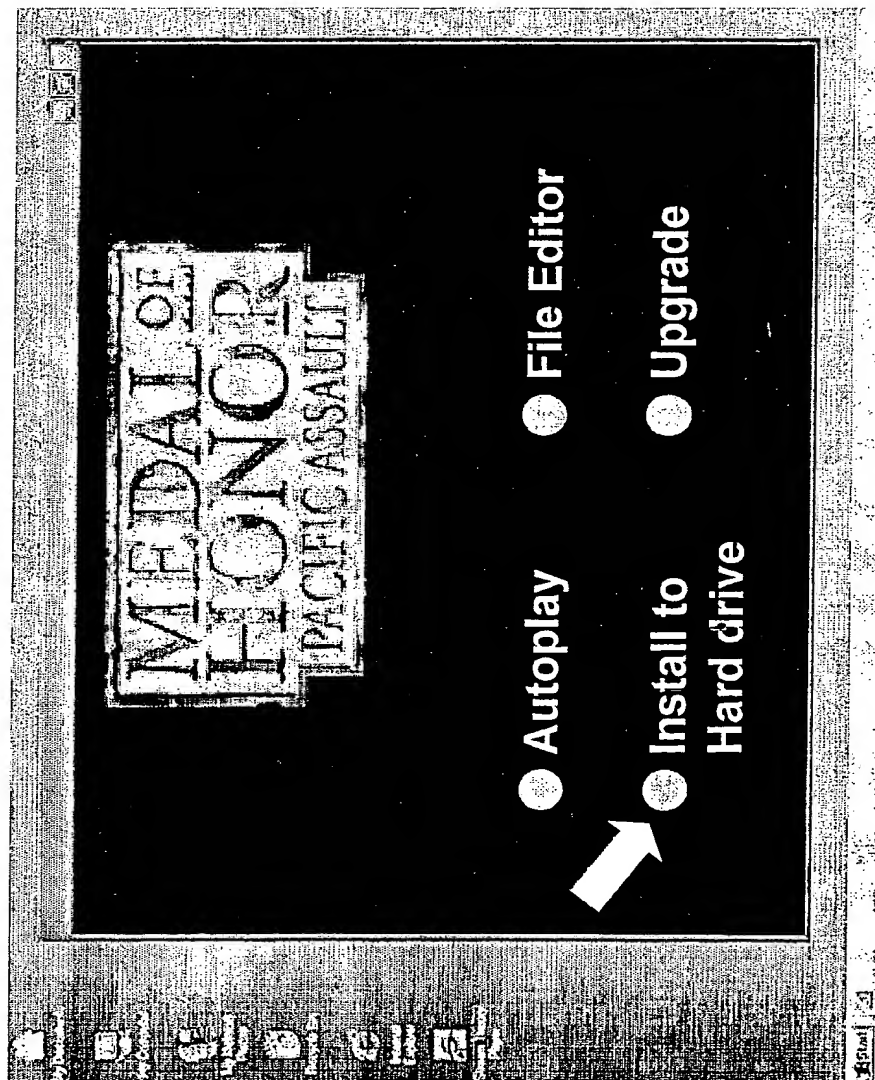 MEDAL OF
HONOR
PACIFIC ASSAULT
Autoplay
File Editor
Install to
Hard drive
Upgrade
Start